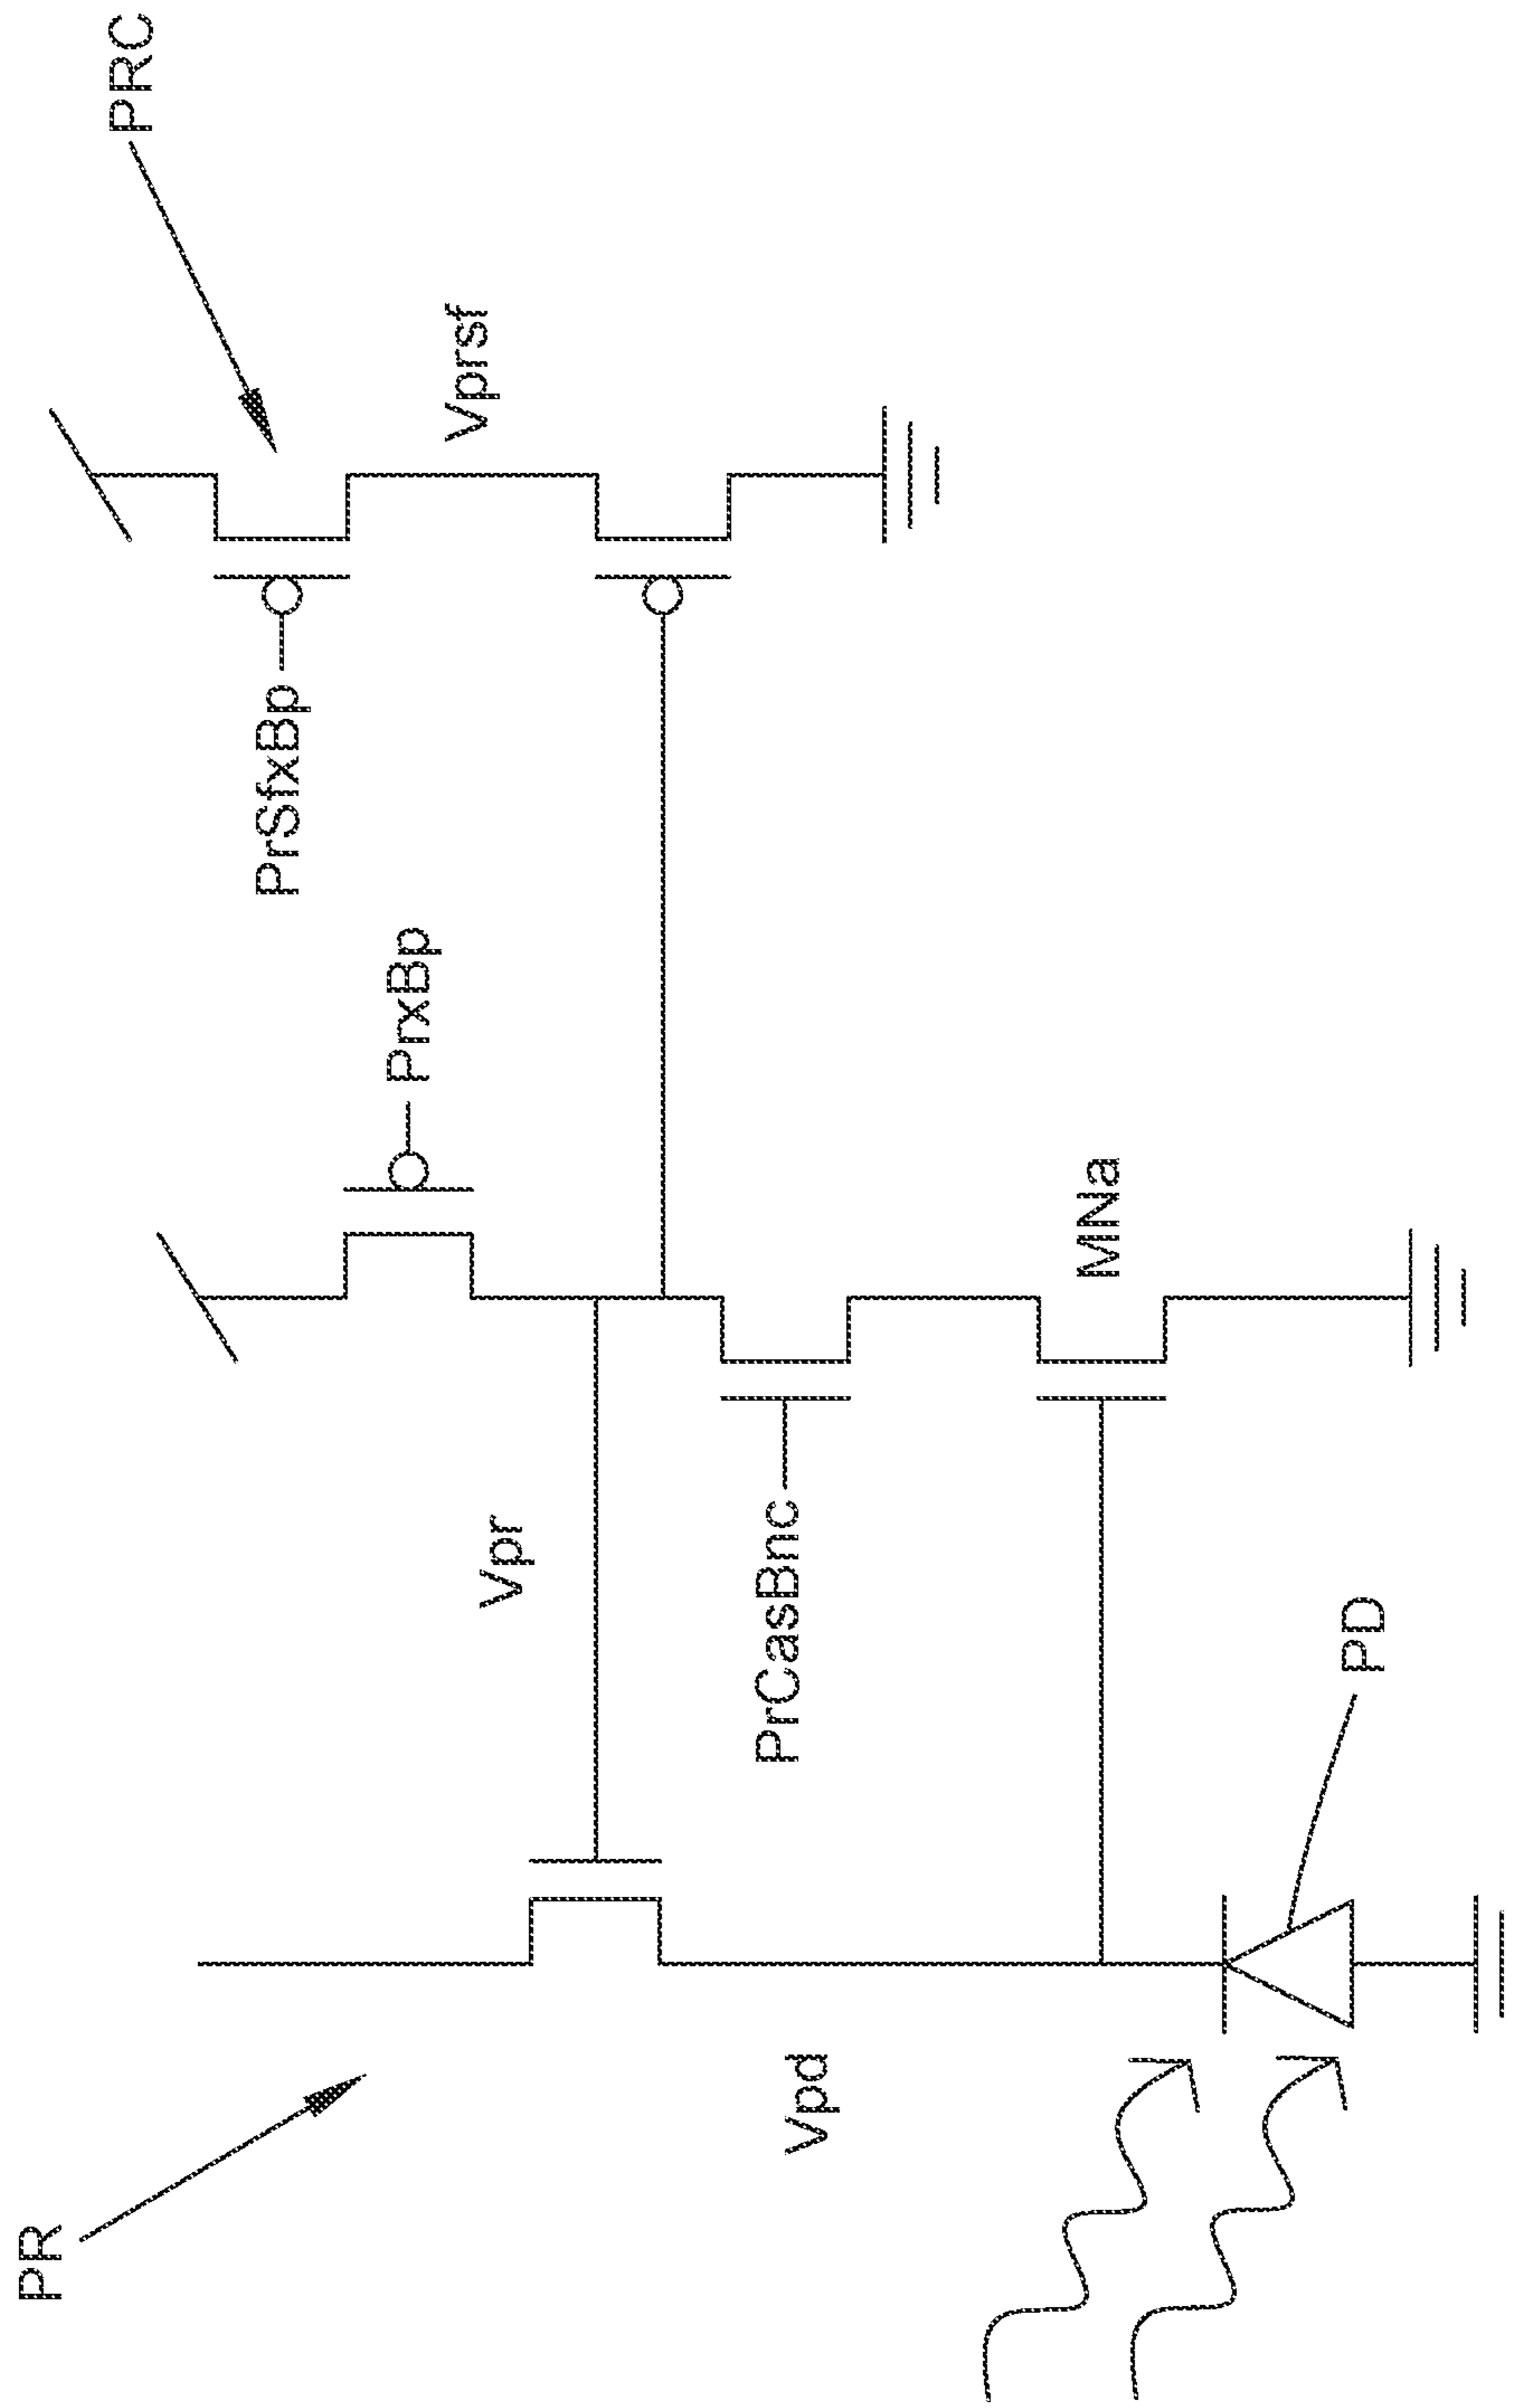 PR
PRC
Vprsf
PrSfxBp
PrxBp
Vpr
PrCasBnc
Vpd
MNa
PD